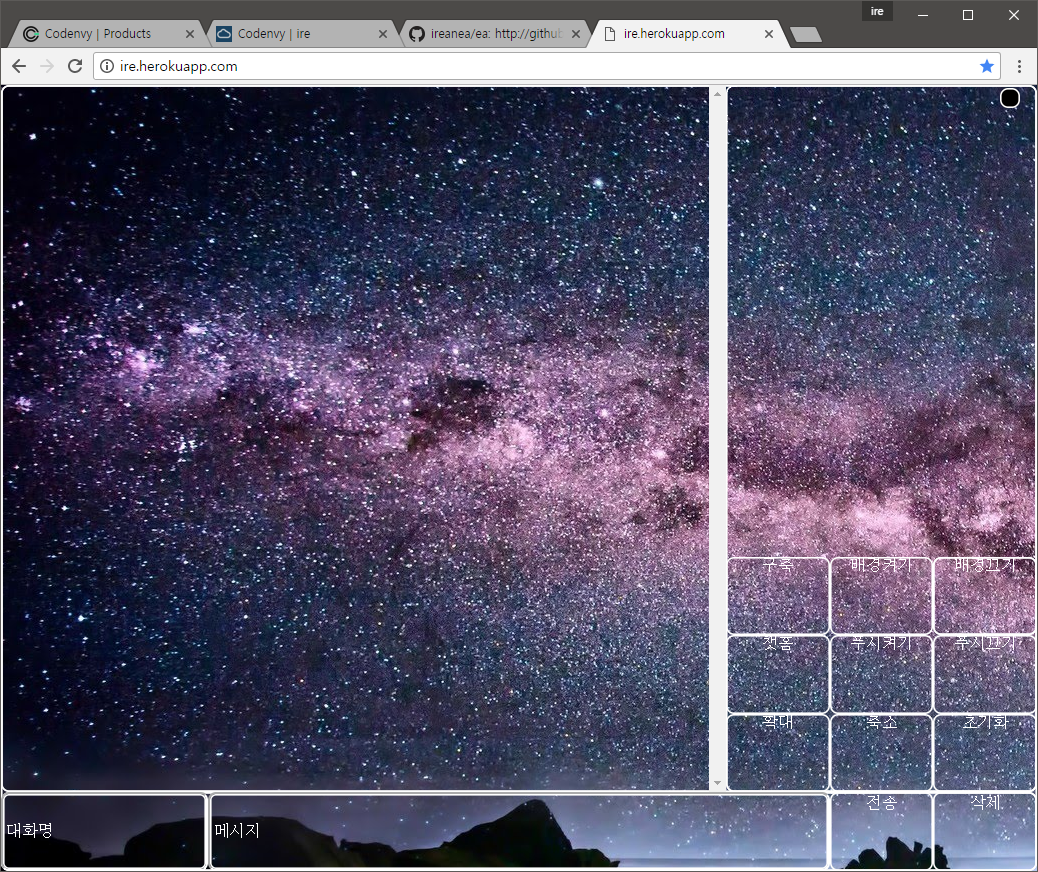 ire
Codenvy | Products
Codenvy | ire
ireanea/ea: http://github
ire.herokuapp.com
ire.herokuapp.com
구축 배경켜기 배경끄기
챗홈 푸시켜기 푸시끄기
확대 축소 초기화
대화명 메시지 전송 삭제